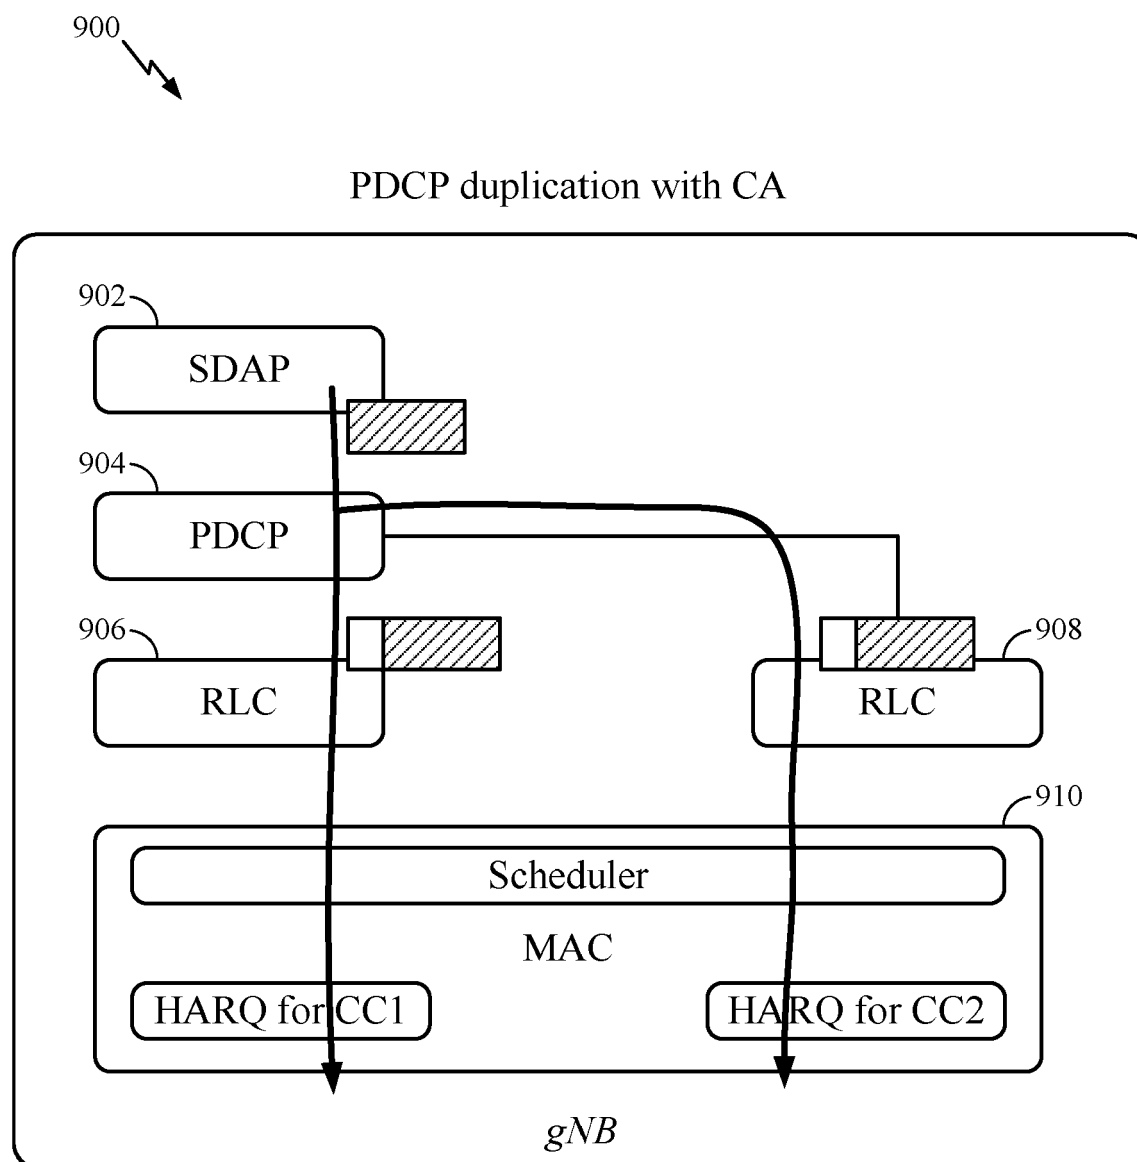 900
PDCP duplication with CA
902
SDAP
904
PDCP
906
908
RLC
RLC
910
Scheduler
MAC
HARQ for CC1
HARQ for CC2
gNB